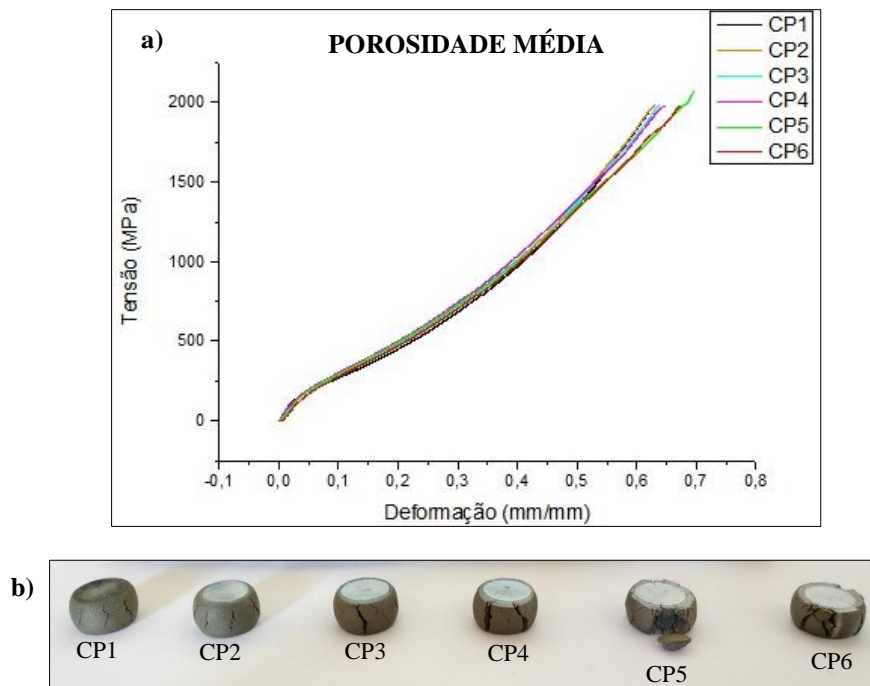 a)
POROSIDADE MÉDIA
CP1
CP2
CP3
CP4
CP5
CP6
Tensão (MPa)
2000
1500
1000
500
0
-0,1 0,0 0,1 0,2 0,3 0,4 0,5 0,6 0,7 0,8
Deformação (mm/mm)
b)
CP1 CP2 CP3 CP4 CP5 CP6